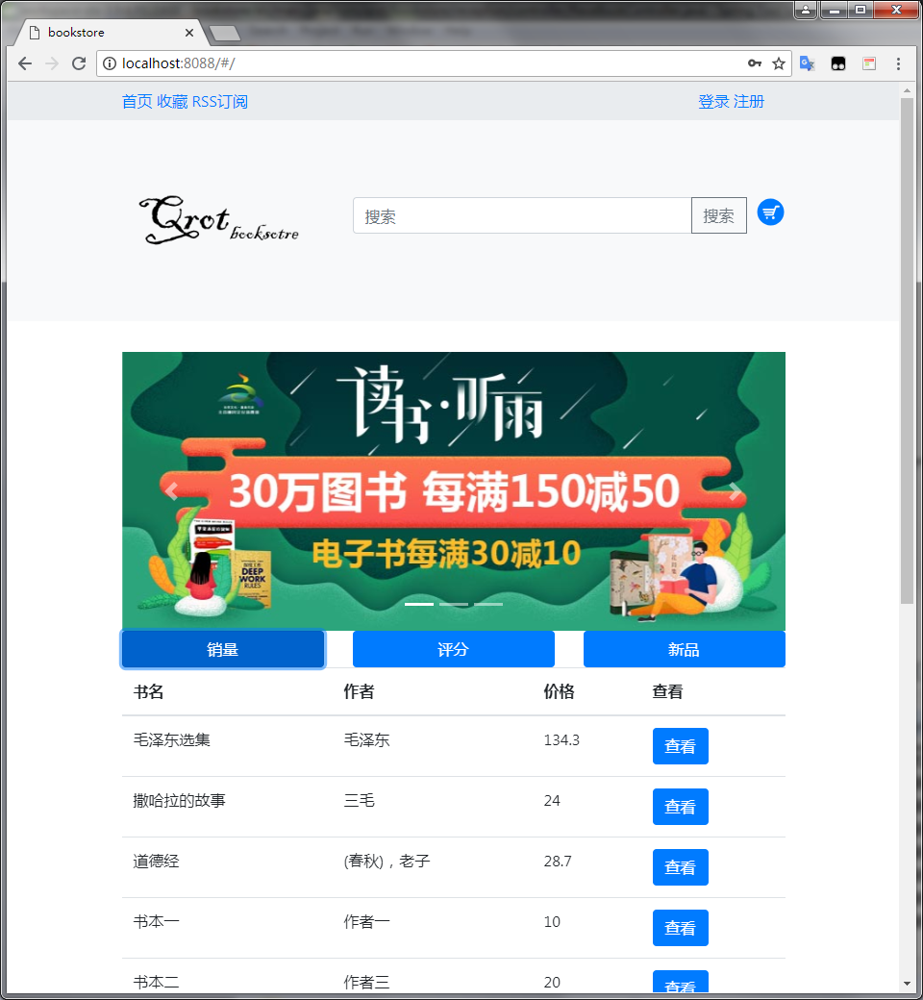 bookstore
localhost:8088/#/
首页 收藏 RSS订阅 登录 注册
Qrot booksotre
搜索 搜索
读书·听雨
30万图书 每满150减50
电子书每满30减10
DEEP WORK RULES
销量 评分 新品
书名 作者 价格 查看
毛泽东选集 毛泽东 134.3 查看
撒哈拉的故事 三毛 24 查看
道德经 (春秋)，老子 28.7 查看
书本一 作者一 10 查看
书本二 作者三 20 查看